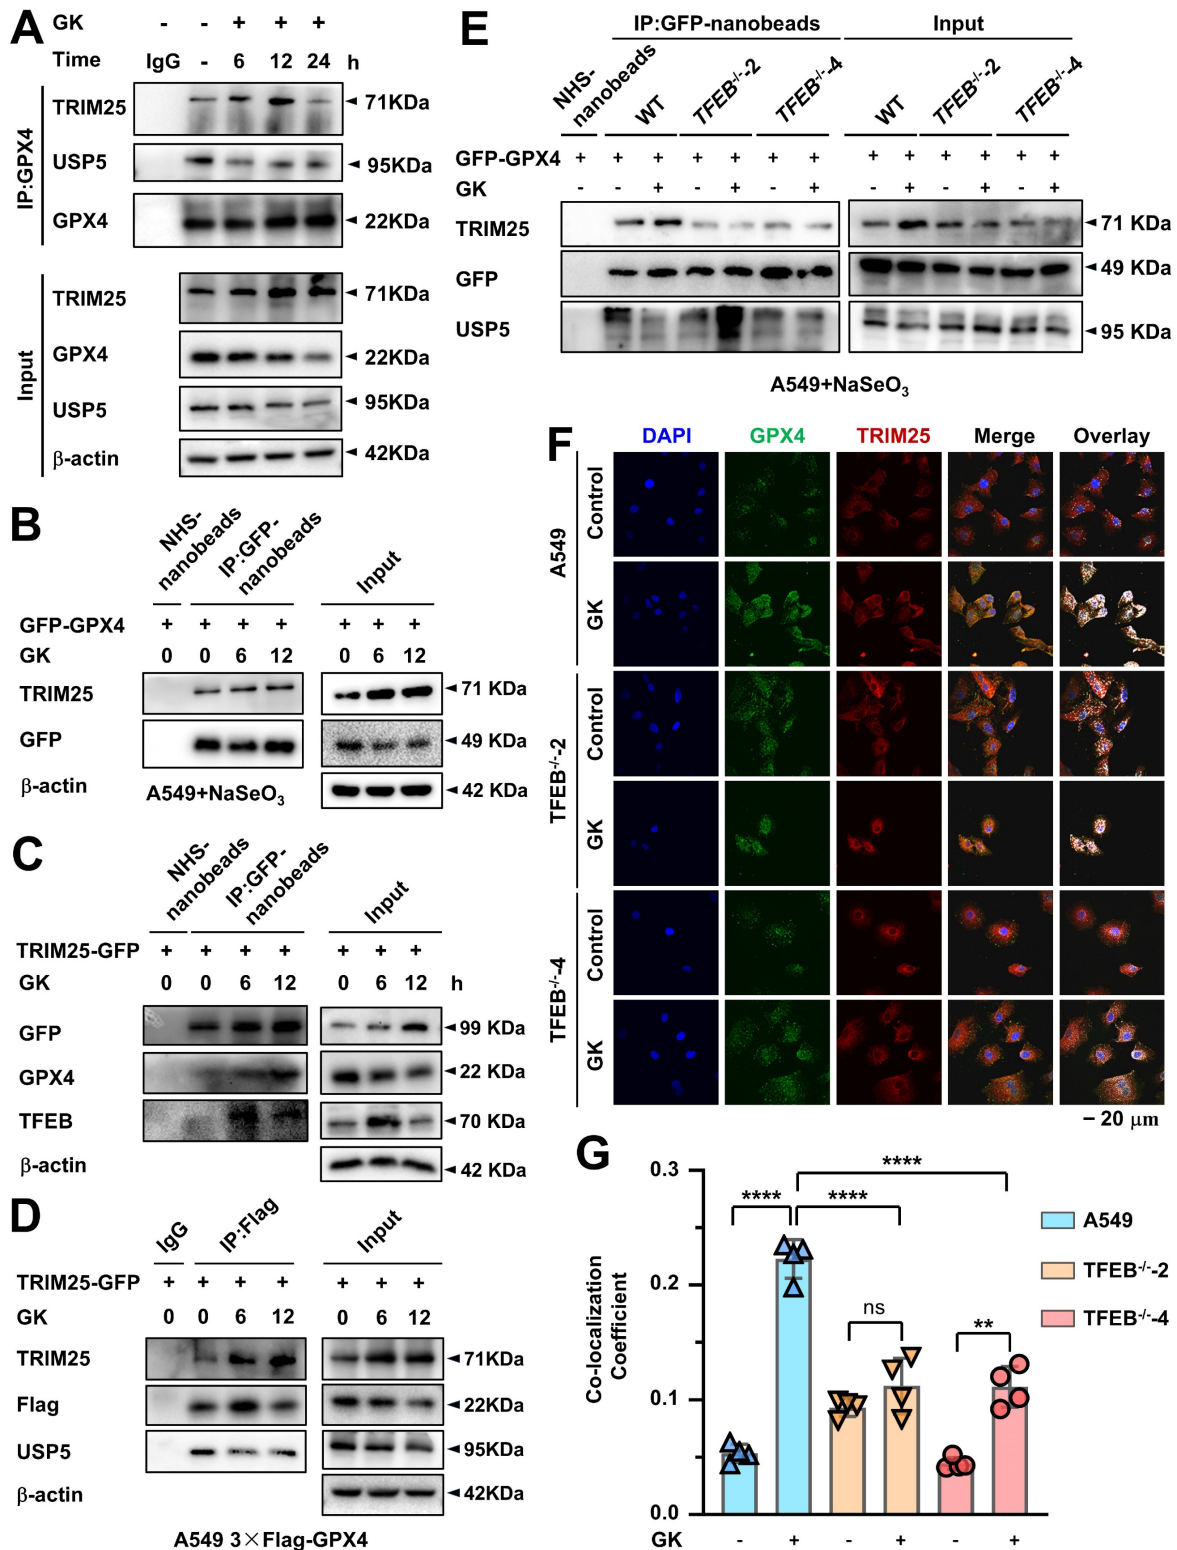 A
GK - - + + +
Time IgG - 6 12 24 h
IP:GPX4
TRIM25 71KDa
USP5 95KDa
GPX4 22KDa
Input
TRIM25 71KDa
GPX4 22KDa
USP5 95KDa
β-actin 42KDa
B
NHS-nanobeads IP:GFP-nanobeads Input
GFP-GPX4 + + + + + + +
GK 0 0 6 12 0 6 12
TRIM25 71 KDa
GFP 49 KDa
β-actin 42 KDa
A549+NaSeO3
C
NHS-nanobeads IP:GFP-nanobeads Input
TRIM25-GFP + + + + + + +
GK 0 0 6 12 0 6 12 h
GFP 99 KDa
GPX4 22 KDa
TFEB 70 KDa
β-actin 42 KDa
D
IgG IP:Flag Input
TRIM25-GFP + + + + + + +
GK 0 0 6 12 0 6 12
TRIM25 71KDa
Flag 22KDa
USP5 95KDa
β-actin 42KDa
A549 3×Flag-GPX4
E
IP:GFP-nanobeads Input
NHS-nanobeads WT TFEB-/--2 TFEB-/--4 WT TFEB-/--2 TFEB-/--4
GFP-GPX4 + + + + + + + + + + + + +
GK - - + - + - + - + - + - +
TRIM25 71 KDa
GFP 49 KDa
USP5 95 KDa
A549+NaSeO3
F
DAPI GPX4 TRIM25 Merge Overlay
A549
Control
GK
TFEB-/--2
Control
GK
TFEB-/--4
Control
GK
20 μm
G
Co-localization
Coefficient
0.3
0.2
0.1
0.0
**** **** ****
ns **
A549
TFEB-/--2
TFEB-/--4
GK - + - + - +